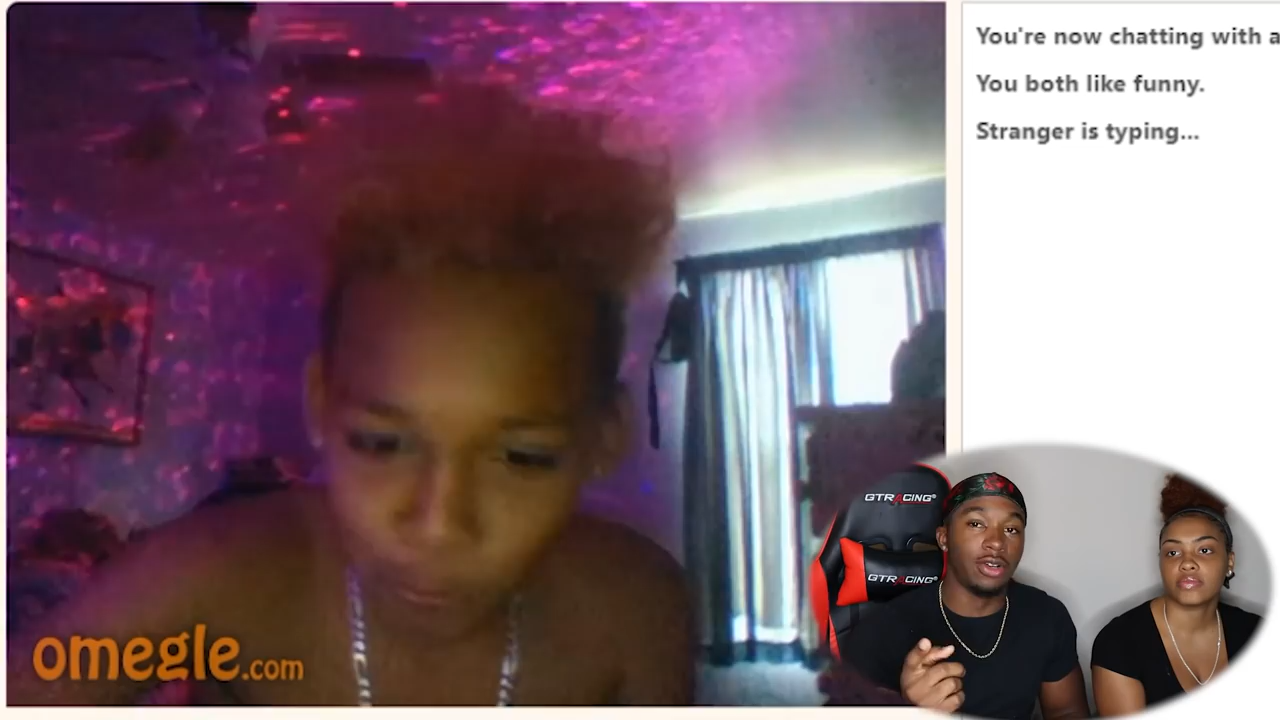 You're now chatting with a
You both like funny.
Stranger is typing...
GTRACING
GTRACING
omegle.com